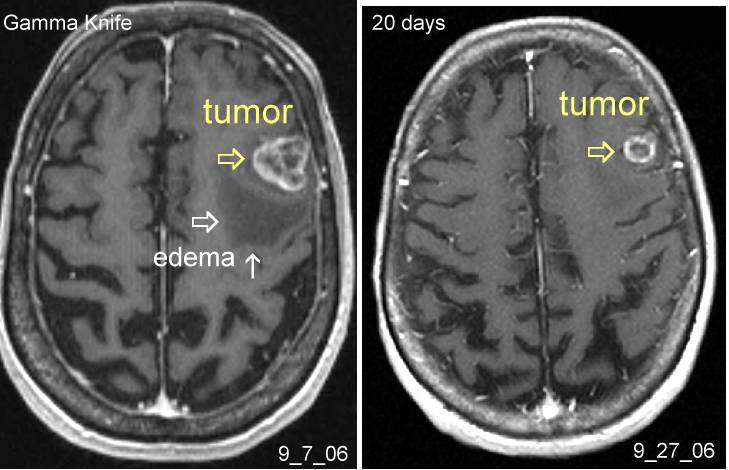 Gamma Knife
tumor
edema
9_7_06
20 days
tumor
9_27_06